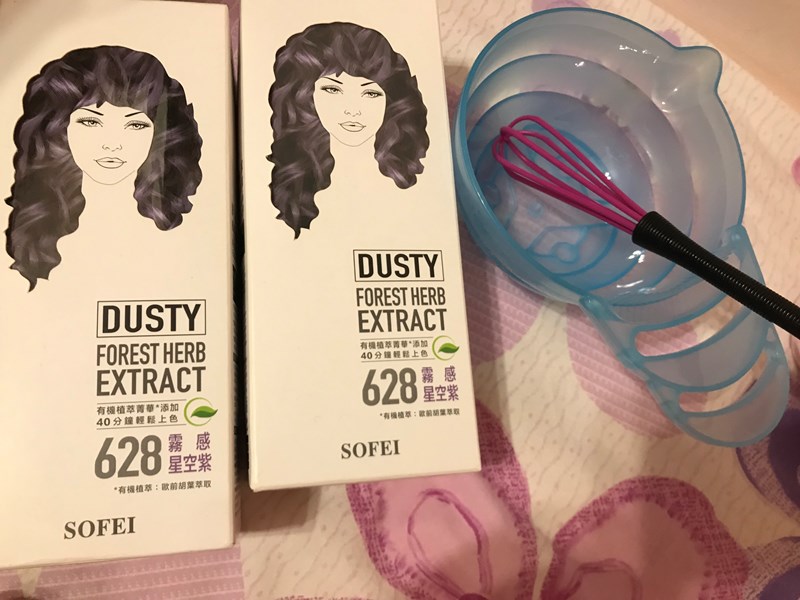 DUSTY
FOREST HERB
EXTRACT
有機植萃菁華*添加
40分鐘輕鬆上色
628 霧感
星空紫
*有機植萃：歐前胡葉萃取
SOFEI
DUSTY
FOREST HERB
EXTRACT
有機植萃菁華*添加
40分鐘輕鬆上色
628 霧感
星空紫
*有機植萃：歐前胡葉萃取
SOFEI